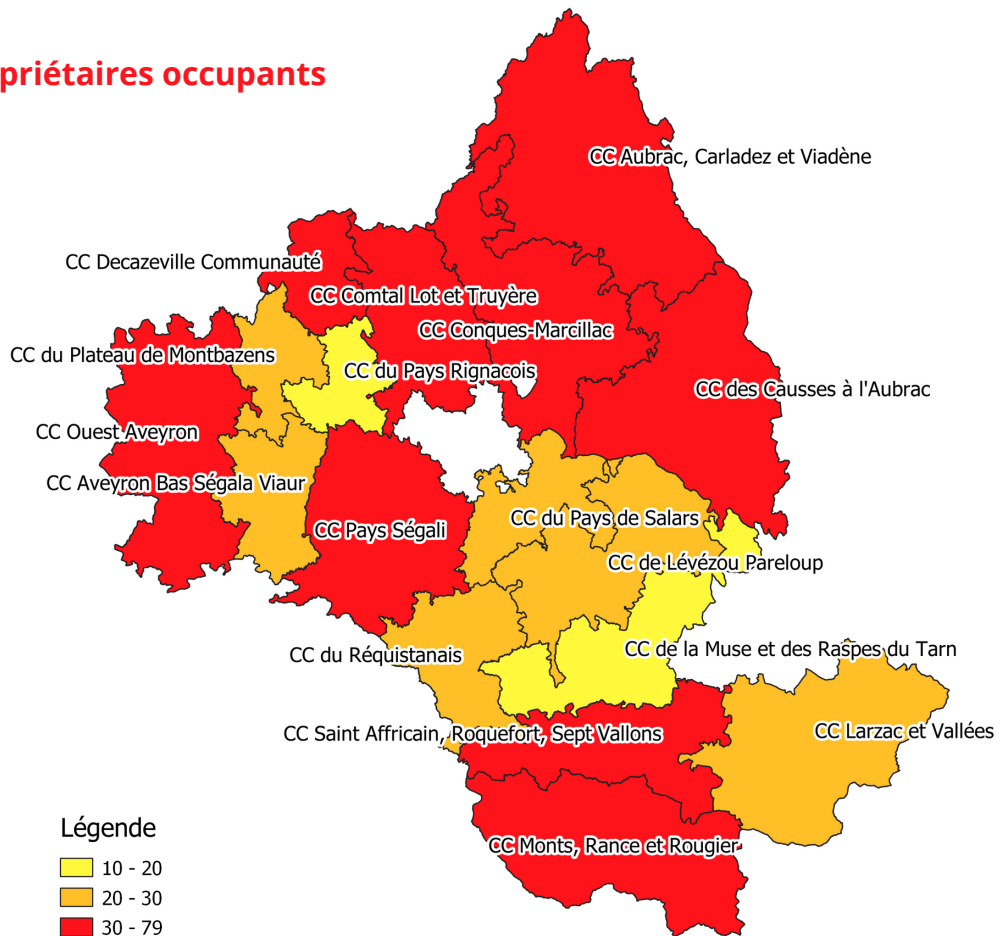 priétaires occupants
CC Aubrac, Carladez et Viadène
CC Decazeville Communauté
CC Comtal Lot et Truyère
CC Conques-Marcillac
CC du Plateau de Montbazens
CC du Pays Rignacois
CC des Causses à l'Aubrac
CC Ouest Aveyron
CC Aveyron Bas Ségala Viaur
CC Pays Ségali
CC du Pays de Salars
CC de Lévézou Pareloup
CC du Réquistanais
CC de la Muse et des Raspes du Tarn
CC Saint Affricain, Roquefort, Sept Vallons
CC Larzac et Vallées
CC Monts, Rance et Rougier
Légende
10 - 20
20 - 30
30 - 79